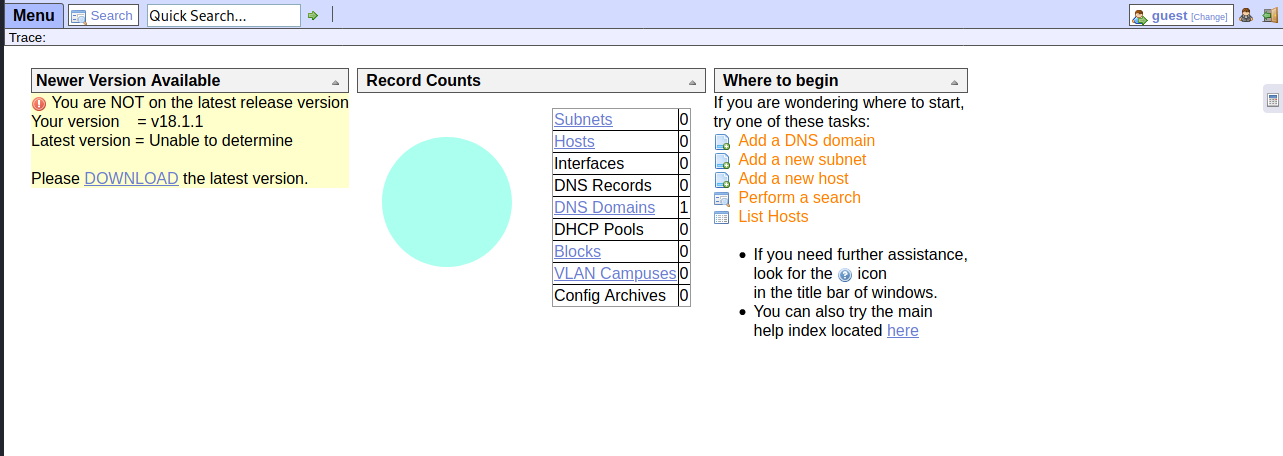 Menu Search Quick Search... guest [Change]
Trace:
Newer Version Available
You are NOT on the latest release version
Your version = v18.1.1
Latest version = Unable to determine
Please DOWNLOAD the latest version.
Record Counts
Subnets 0
Hosts 0
Interfaces 0
DNS Records 0
DNS Domains 1
DHCP Pools 0
Blocks 0
VLAN Campuses 0
Config Archives 0
Where to begin
If you are wondering where to start,
try one of these tasks:
Add a DNS domain
Add a new subnet
Add a new host
Perform a search
List Hosts
• If you need further assistance,
look for the ? icon
in the title bar of windows.
• You can also try the main
help index located here